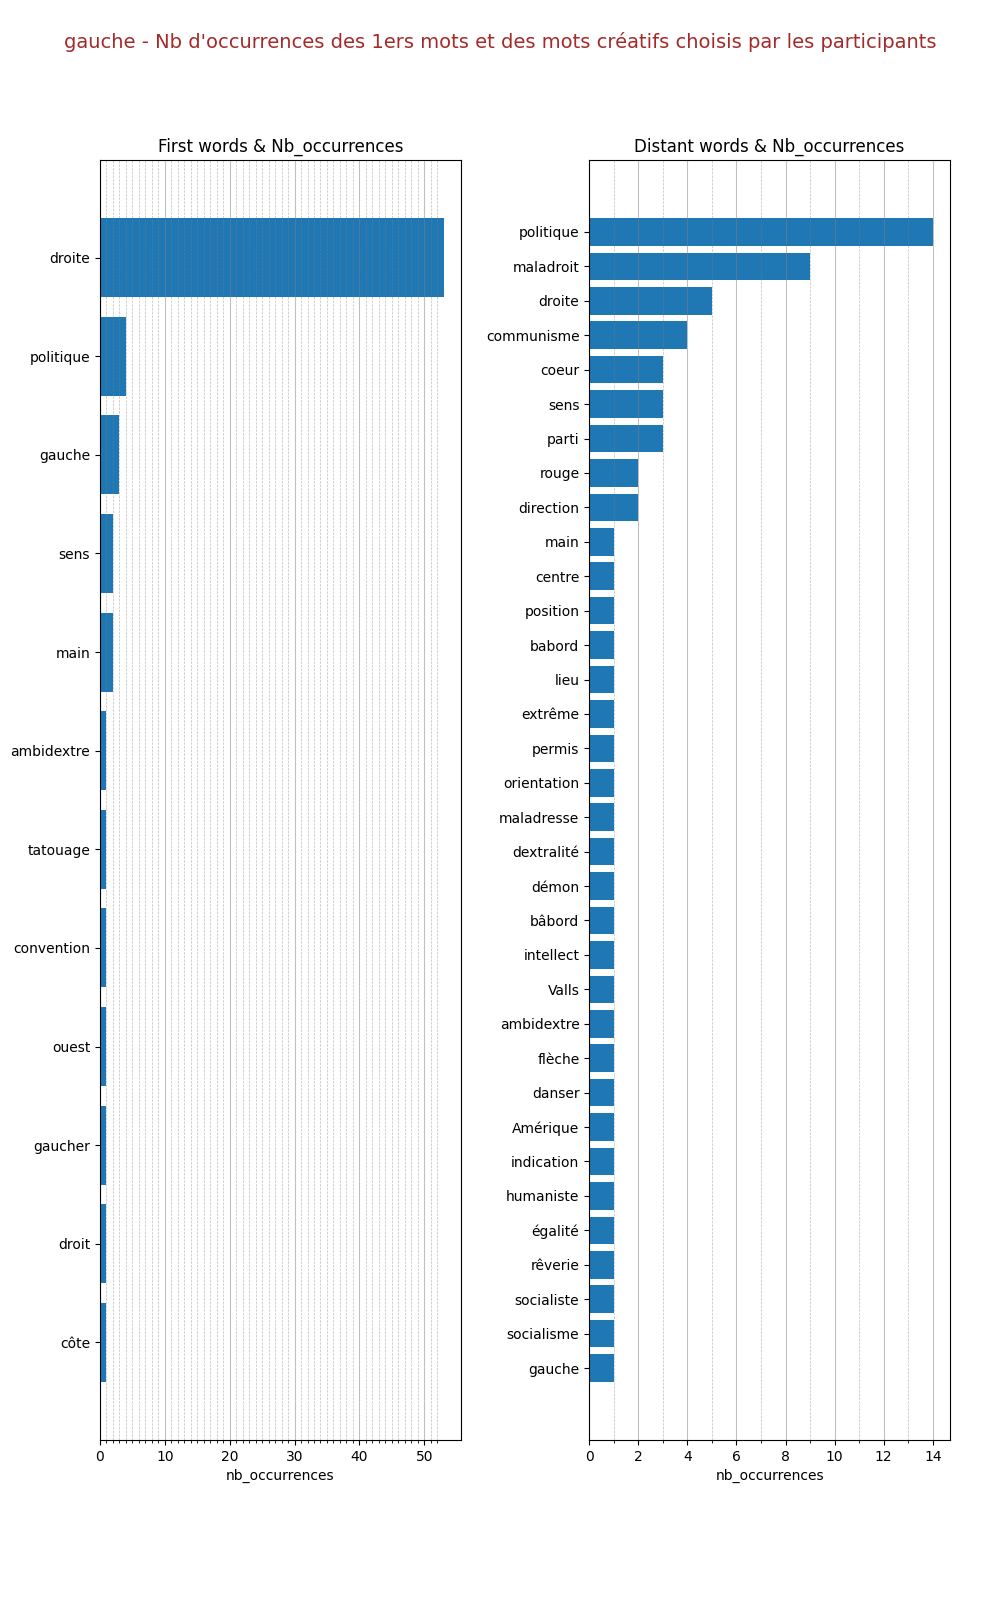 gauche - Nb d'occurrences des 1ers mots et des mots créatifs choisis par les participants
First words & Nb_occurrences
droite
politique
gauche
sens
main
ambidextre
tatouage
convention
ouest
gaucher
droit
côte
0 10 20 30 40 50
nb_occurrences
Distant words & Nb_occurrences
politique
maladroit
droite
communisme
coeur
sens
parti
rouge
direction
main
centre
position
babord
lieu
extrême
permis
orientation
maladresse
dextralité
démon
bâbord
intellect
Valls
ambidextre
flèche
danser
Amérique
indication
humaniste
égalité
rêverie
socialiste
socialisme
gauche
0 2 4 6 8 10 12 14
nb_occurrences